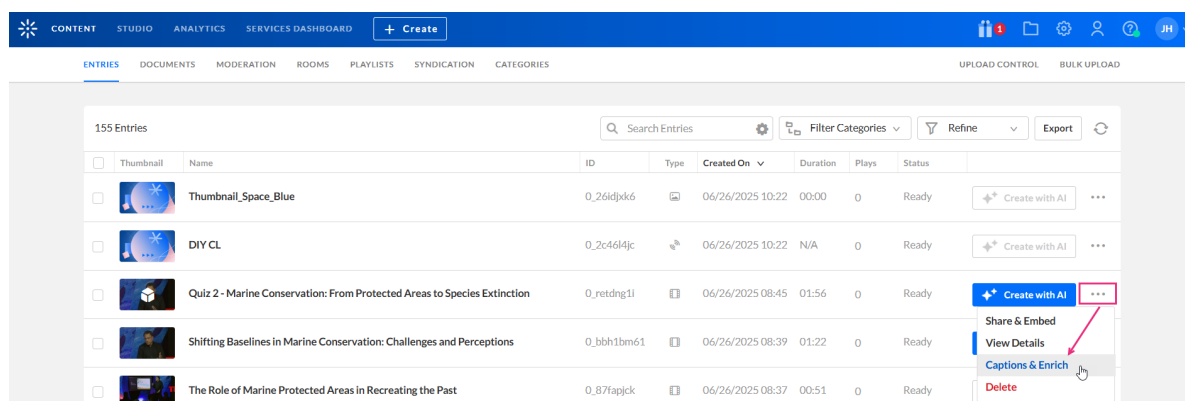 CONTENT STUDIO ANALYTICS SERVICES DASHBOARD + Create 1 JH
ENTRIES DOCUMENTS MODERATION ROOMS PLAYLISTS SYNDICATION CATEGORIES UPLOAD CONTROL BULK UPLOAD
155 Entries Search Entries Filter Categories Refine Export
Thumbnail Name ID Type Created On Duration Plays Status
Thumbnail_Space_Blue 0_26ldjxk6 06/26/2025 10:22 00:00 0 Ready Create with AI
DIY CL 0_2c46l4jc 06/26/2025 10:22 N/A 0 Ready Create with AI
Quiz 2 - Marine Conservation: From Protected Areas to Species Extinction 0_retdng1i 06/26/2025 08:45 01:56 0 Ready Create with AI
Share & Embed
Shifting Baselines in Marine Conservation: Challenges and Perceptions 0_bbh1bm61 06/26/2025 08:39 01:22 0 Ready View Details
Captions & Enrich
The Role of Marine Protected Areas in Recreating the Past 0_87fapjck 06/26/2025 08:37 00:51 0 Ready Delete